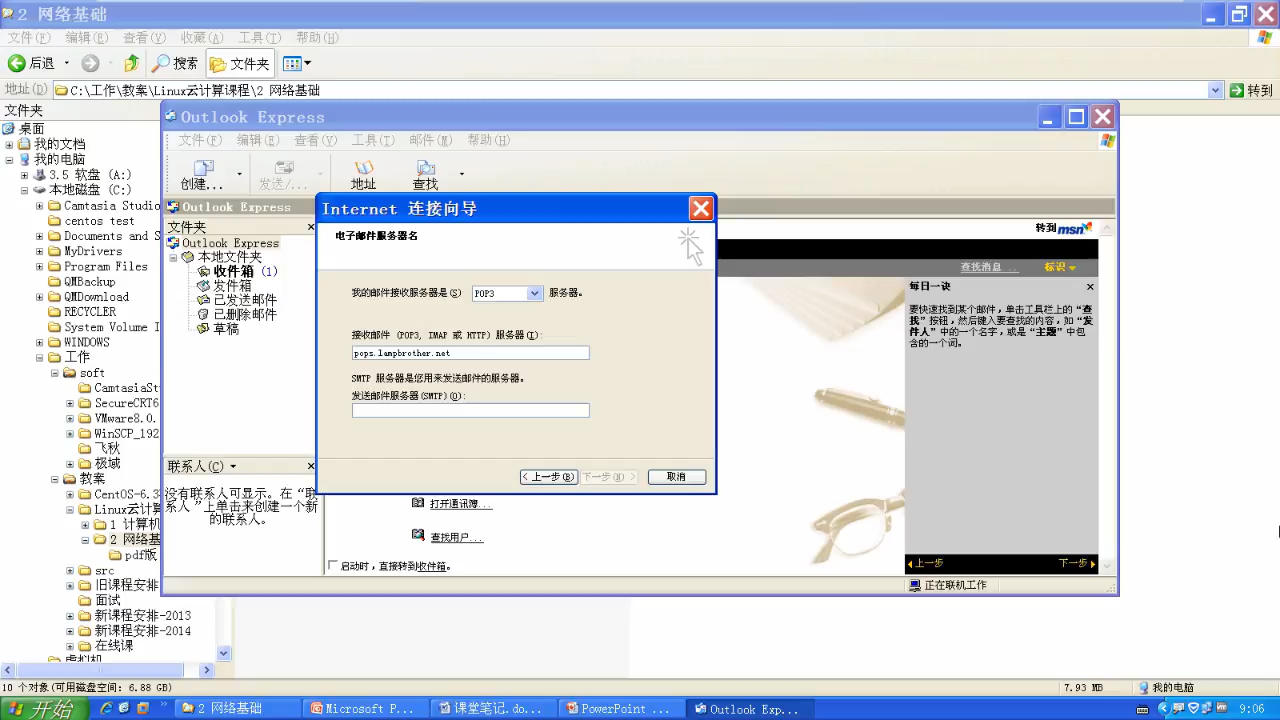 2 网络基础
文件(F) 编辑(E) 查看(V) 收藏(A) 工具(T) 帮助(H)
后退 搜索 文件夹
地址(D) C:\工作\教案\Linux云计算课程\2 网络基础 转到
文件夹
桌面
我的文档
我的电脑
3.5 软盘 (A:)
本地磁盘 (C:)
Camtasia Studio
centos test
Documents and S
MyDrivers
Program Files
QMBackup
QMDownload
RECYCLER
System Volume I
WINDOWS
工作
soft
CamtasiaSt
SecureCRT6
VMware8.0.
WinSCP_192
飞秋
极域
教案
CentOS-6.3
Linux云计
1 计算机
2 网络基
pdf版
src
旧课程安排
面试
新课程安排-2013
新课程安排-2014
在线课
虚拟机
Outlook Express
文件(F) 编辑(E) 查看(V) 工具(T) 邮件(M) 帮助(H)
创建... 发送/... 地址 查找
Outlook Express
文件夹
Outlook Express
本地文件夹
收件箱 (1)
发件箱
已发送邮件
已删除邮件
草稿
联系人(C)
没有联系人可显示。在“联
系人”上单击来创建一个新
的联系人。
Internet 连接向导
电子邮件服务器名
我的邮件接收服务器是(S) POP3 服务器。
接收邮件 (POP3, IMAP 或 HTTP) 服务器(I):
pops.lampbrother.net
SMTP 服务器是您用来发送邮件的服务器。
发送邮件服务器(SMTP)(O):
< 上一步(B) 下一步(N) > 取消
转到msn
查找消息... 标识
每日一诀
要快速找到某个邮件，单击工具栏上的“查
找”按钮，然后键入要查找的内容，如“发
件人”中的一个名字，或是“主题”中包
含的一个词。
打开通讯簿...
查找用户...
启动时，直接转到收件箱。
上一步 下一步
正在联机工作
10 个对象(可用磁盘空间: 6.88 GB) 7.93 MB 我的电脑
开始 2 网络基础 Microsoft P... 课堂笔记.do... PowerPoint ... Outlook Exp... 9:06